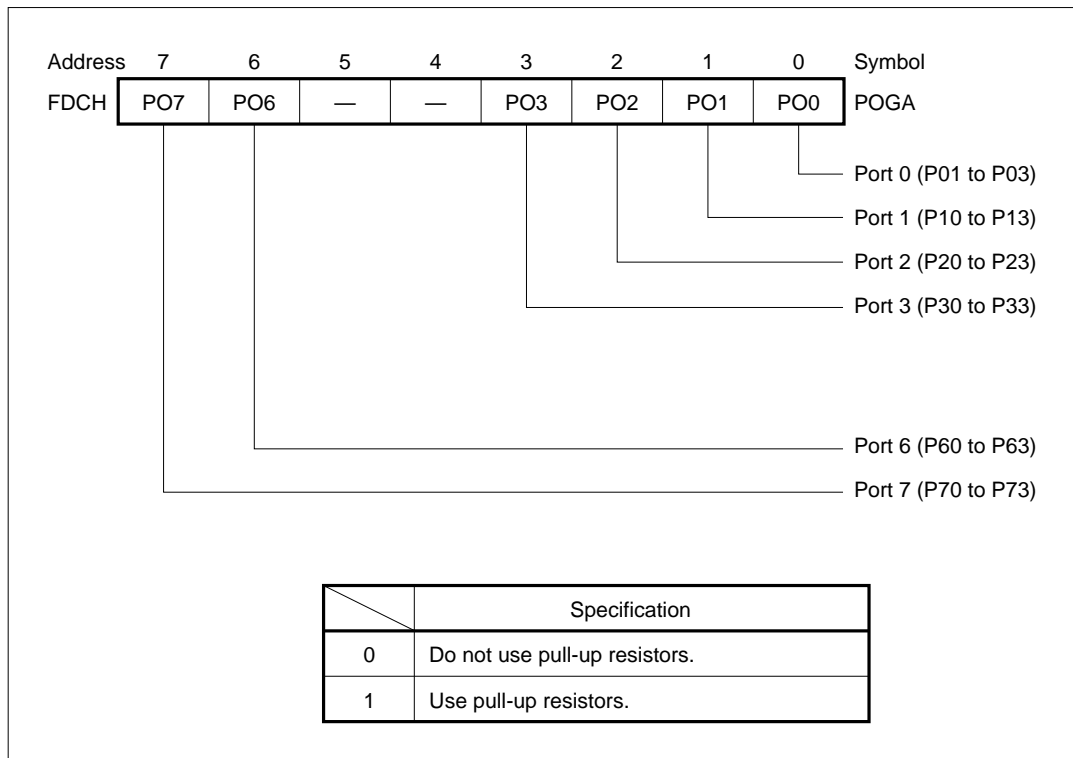 Address 7 6 5 4 3 2 1 0 Symbol
FDCH PO7 PO6 — — PO3 PO2 PO1 PO0 POGA
Port 0 (P01 to P03)
Port 1 (P10 to P13)
Port 2 (P20 to P23)
Port 3 (P30 to P33)
Port 6 (P60 to P63)
Port 7 (P70 to P73)
Specification
0 Do not use pull-up resistors.
1 Use pull-up resistors.